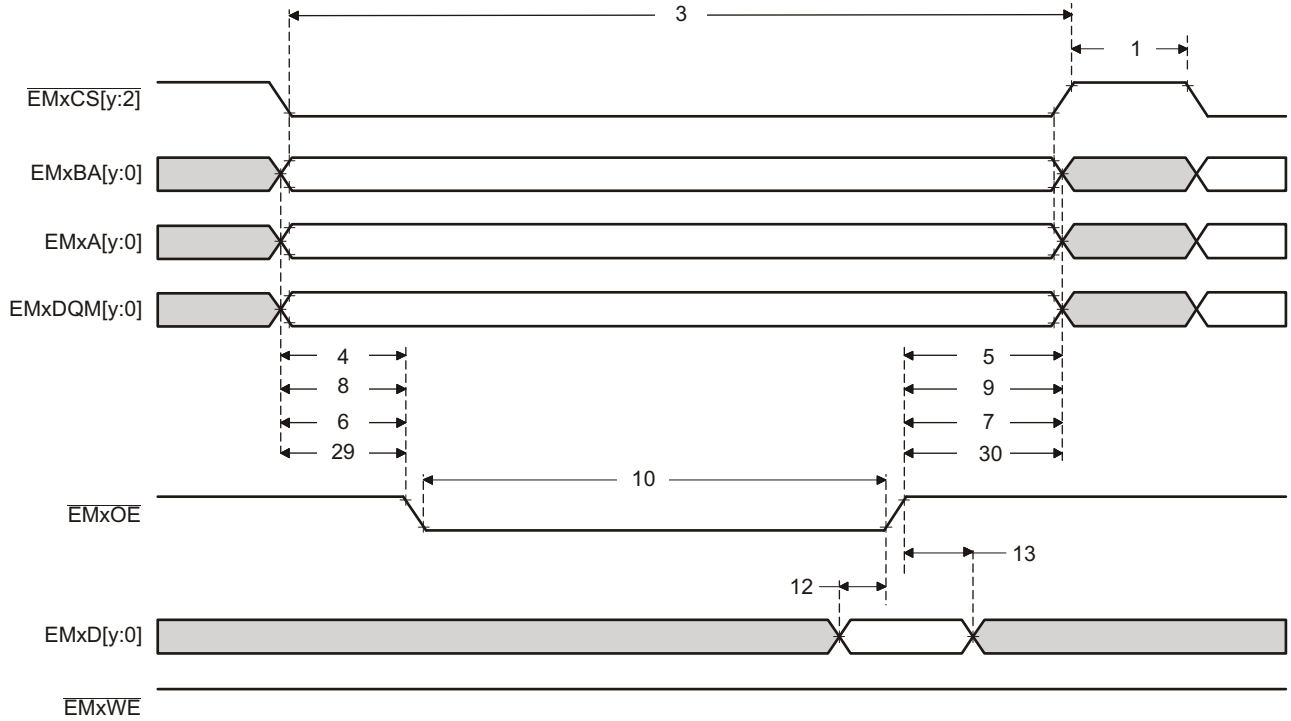 3
1
EMxCS[y:2]
EMxBA[y:0]
EMxA[y:0]
EMxDQM[y:0]
4 5
8 9
6 7
29 30
10
EMxOE
13
12
EMxD[y:0]
EMxWE